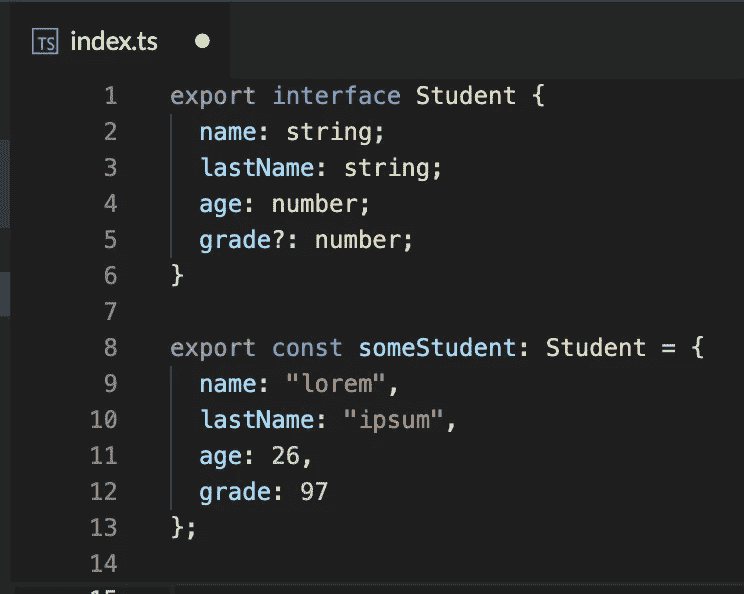 TS index.ts
1 export interface Student {
2   name: string;
3   lastName: string;
4   age: number;
5   grade?: number;
6 }
7
8 export const someStudent: Student = {
9   name: "lorem",
10   lastName: "ipsum",
11   age: 26,
12   grade: 97
13 };
14
15